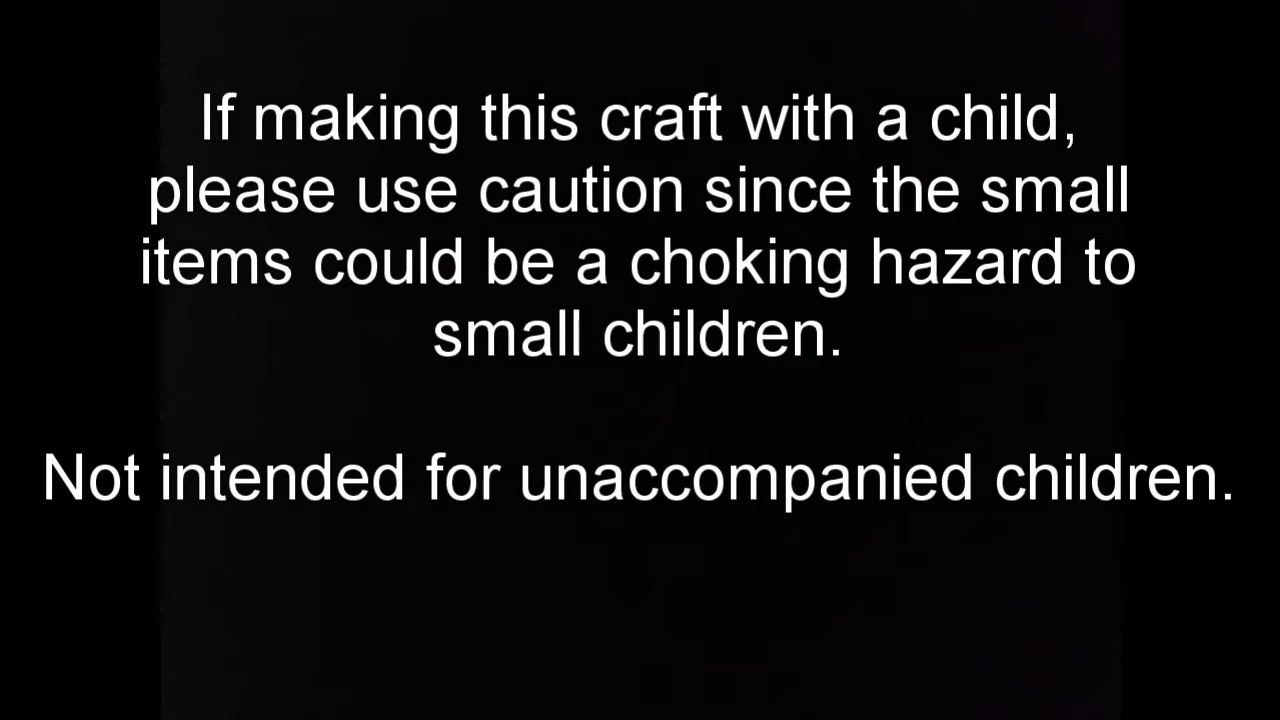 If making this craft with a child,
please use caution since the small
items could be a choking hazard to
small children.
Not intended for unaccompanied children.